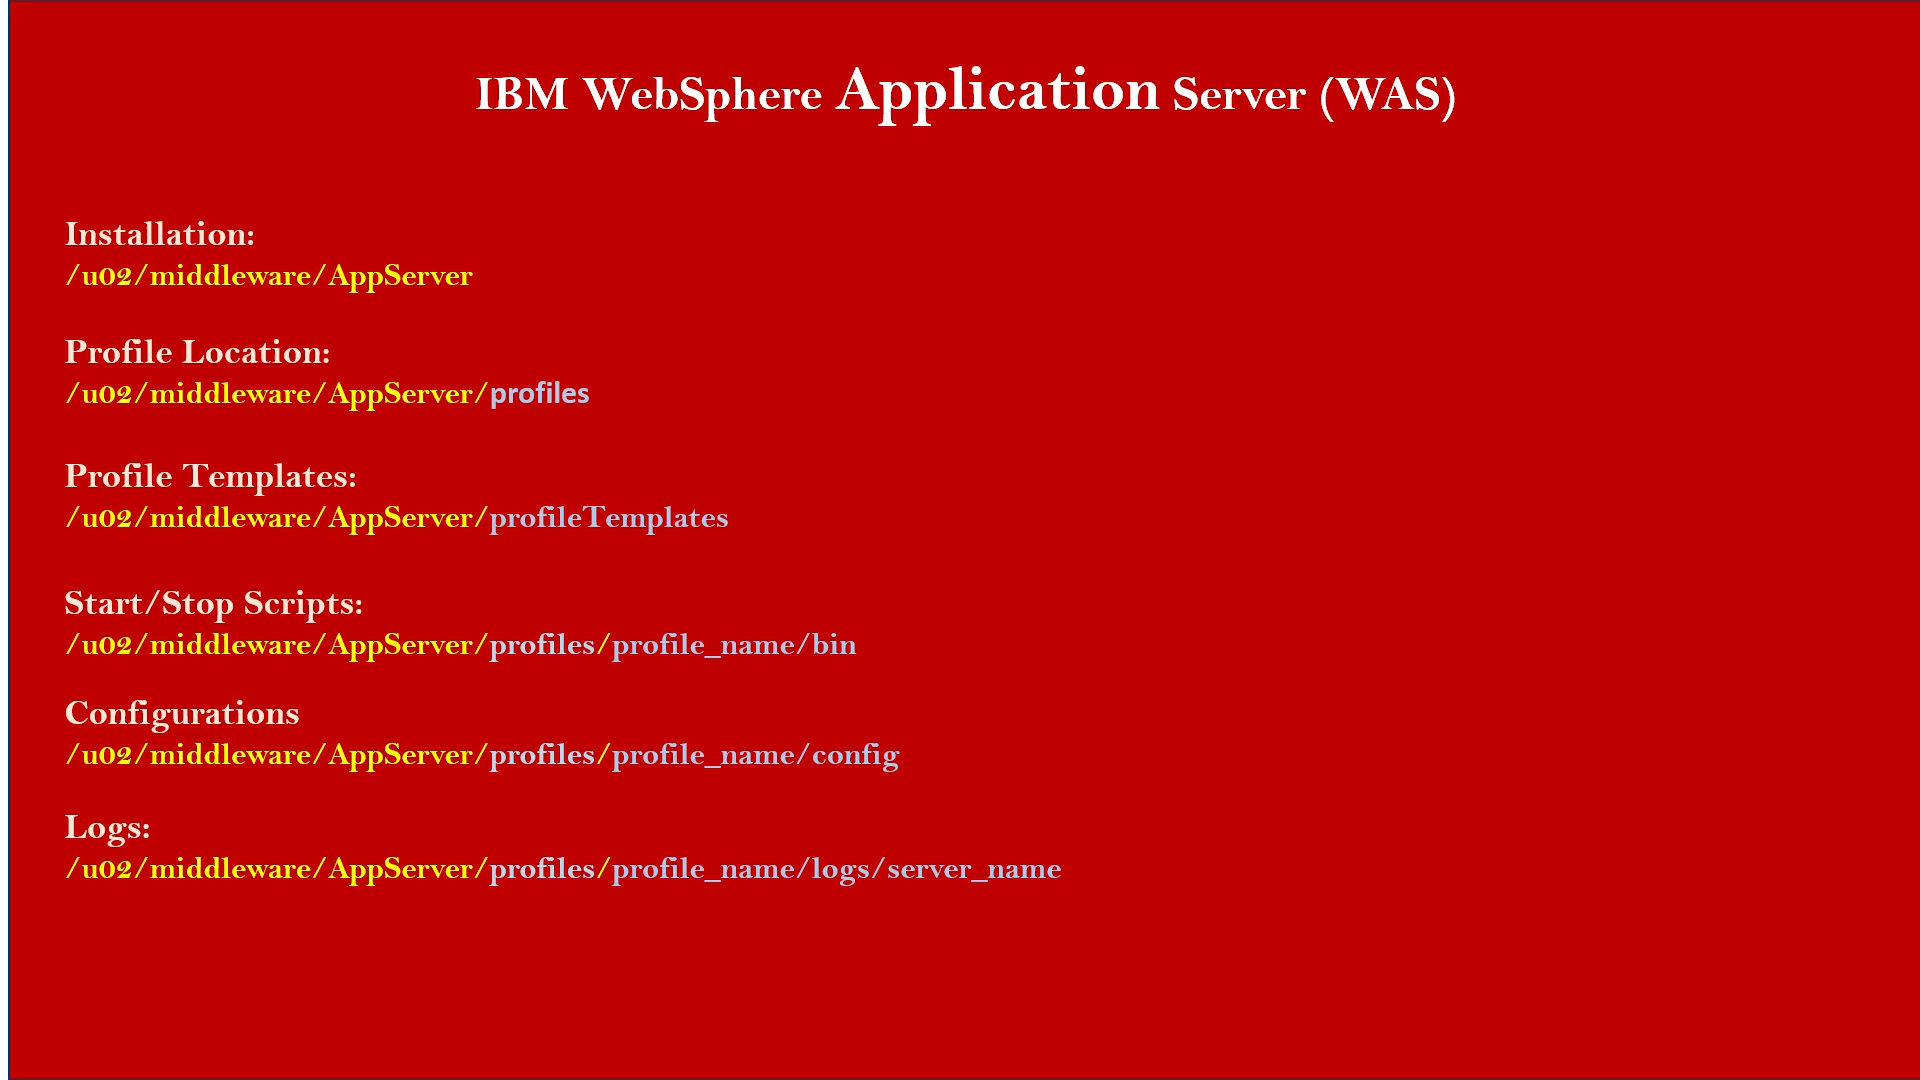 IBM WebSphere Application Server (WAS)
Installation:
/u02/middleware/AppServer
Profile Location:
/u02/middleware/AppServer/profiles
Profile Templates:
/u02/middleware/AppServer/profileTemplates
Start/Stop Scripts:
/u02/middleware/AppServer/profiles/profile_name/bin
Configurations
/u02/middleware/AppServer/profiles/profile_name/config
Logs:
/u02/middleware/AppServer/profiles/profile_name/logs/server_name